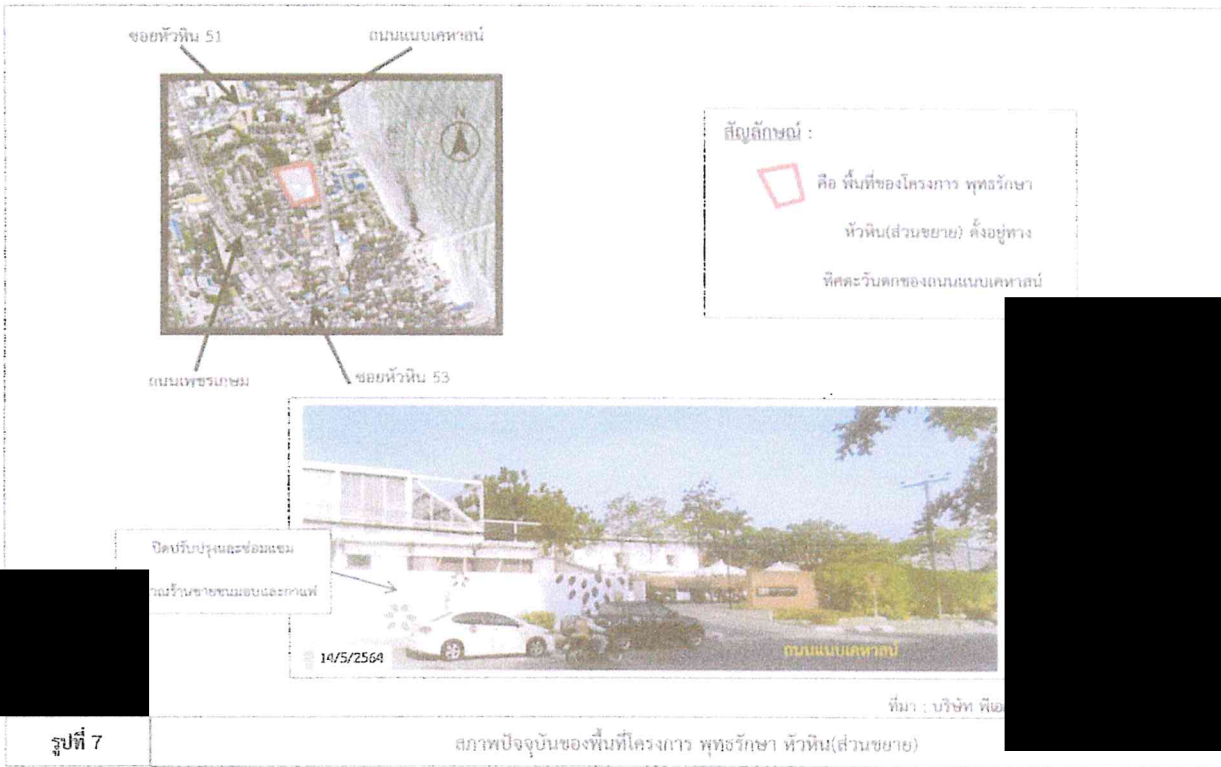 ซอยหัวหิน 51
ถนนแนบเคหาสน์
N
สัญลักษณ์ :
คือ พื้นที่ของโครงการ พุทธรักษา
หัวหิน(ส่วนขยาย) ตั้งอยู่ทาง
ทิศตะวันตกของถนนแนบเคหาสน์
ถนนเพชรเกษม
ซอยหัวหิน 53
ปิดปรับปรุงและซ่อมแซม
ร้านขายขนมอบและกาแฟ
14/5/2564
ถนนแนบเคหาสน์
ที่มา : บริษัท
รูปที่ 7
สภาพปัจจุบันของพื้นที่โครงการ พุทธรักษา หัวหิน(ส่วนขยาย)